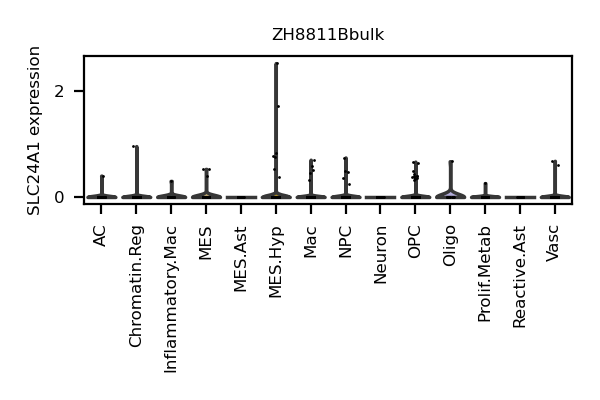 ZH8811Bbulk
SLC24A1 expression
2
0
AC
Chromatin.Reg
Inflammatory.Mac
MES
MES.Ast
MES.Hyp
Mac
NPC
Neuron
OPC
Oligo
Prolif.Metab
Reactive.Ast
Vasc